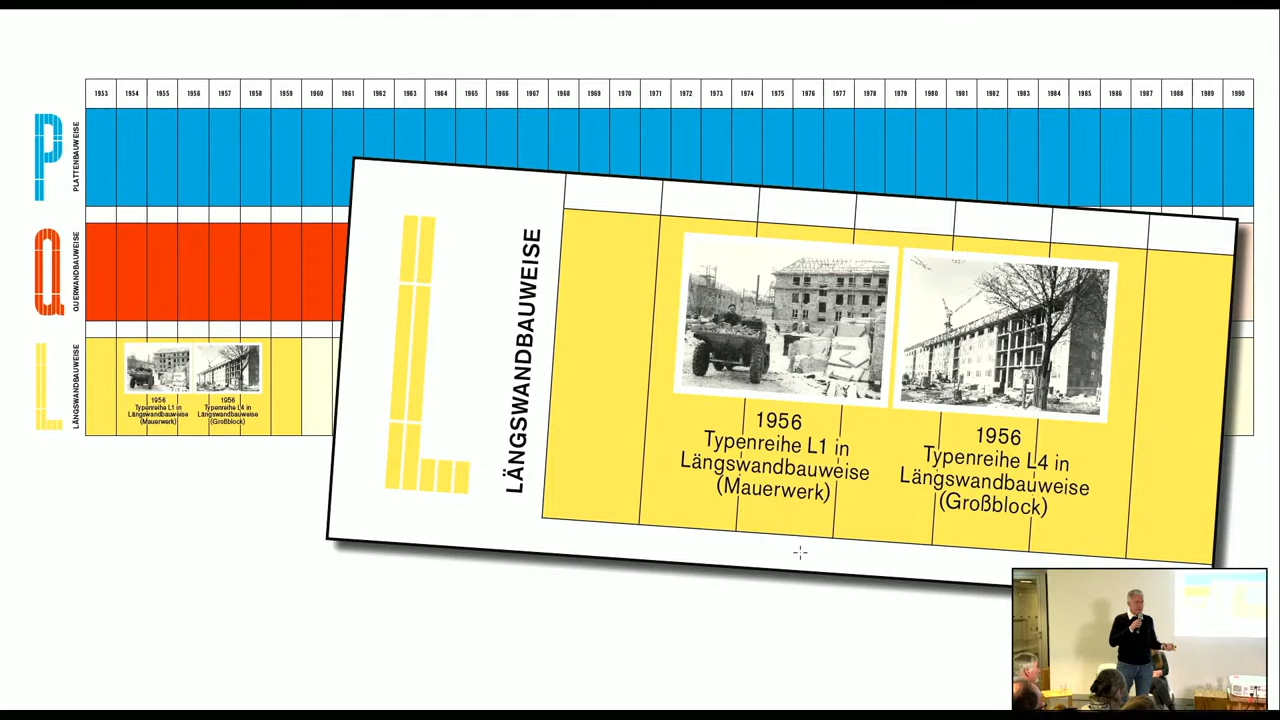 1953 1954 1955 1956 1957 1958 1959 1960 1961 1962 1963 1964 1965 1966 1967 1968 1969 1970 1971 1972 1973 1974 1975 1976 1977 1978 1979 1980 1981 1982 1983 1984 1985 1986 1987 1988 1989 1990
P
PLATTENBAUWEISE
Q
QUERWANDBAUWEISE
L
LÄNGSWANDBAUWEISE
1956
Typenreihe L1 in
Längswandbauweise
(Mauerwerk)
1956
Typenreihe L4 in
Längswandbauweise
(Großblock)
L
LÄNGSWANDBAUWEISE
1956
Typenreihe L1 in
Längswandbauweise
(Mauerwerk)
1956
Typenreihe L4 in
Längswandbauweise
(Großblock)